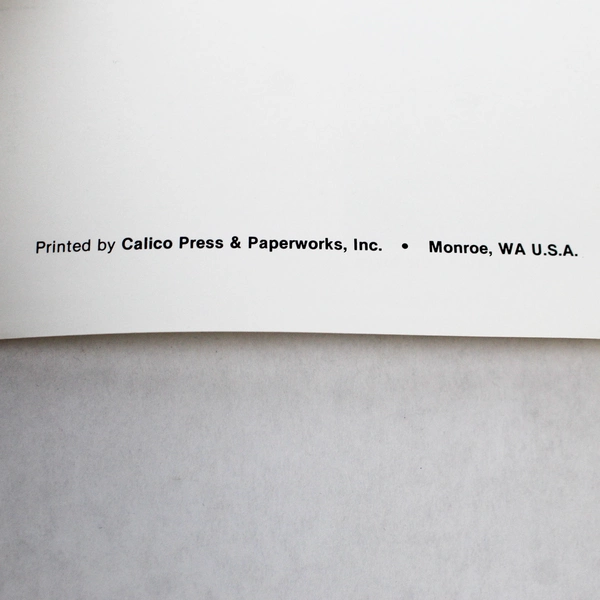 Printed by Calico Press & Paperworks, Inc. • Monroe, WA U.S.A.